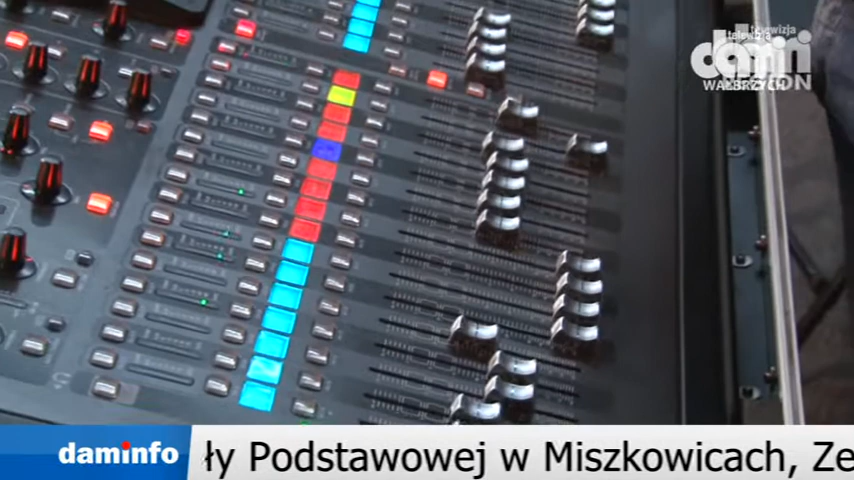 telewizja
dami
WAŁBRZYCH
daminfo
ły Podstawowej w Miszkowicach, Ze